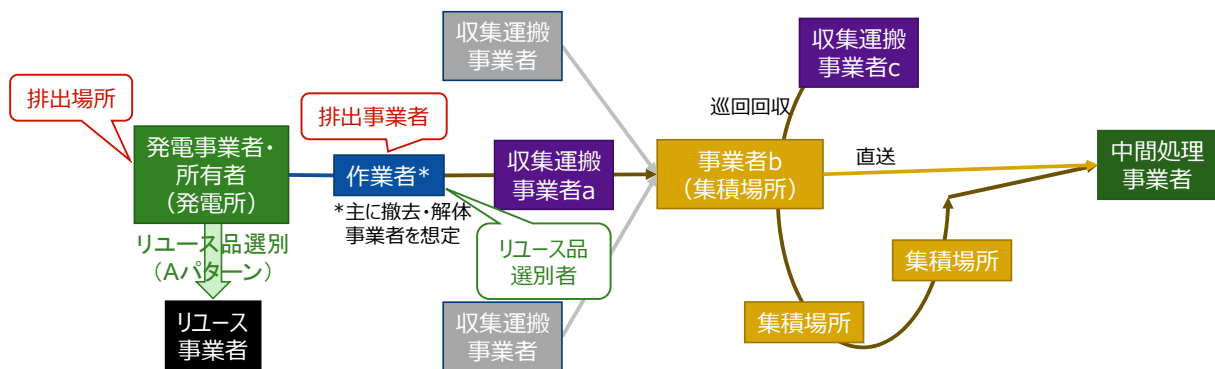 排出場所
発電事業者・
所有者
（発電所）
リユース品選別
（Aパターン）
リユース
事業者
排出事業者
作業者*
*主に撤去・解体
事業者を想定
リユース品
選別者
収集運搬
事業者
収集運搬
事業者a
収集運搬
事業者
事業者b
（集積場所）
巡回回収
収集運搬
事業者c
直送
集積場所
集積場所
中間処理
事業者